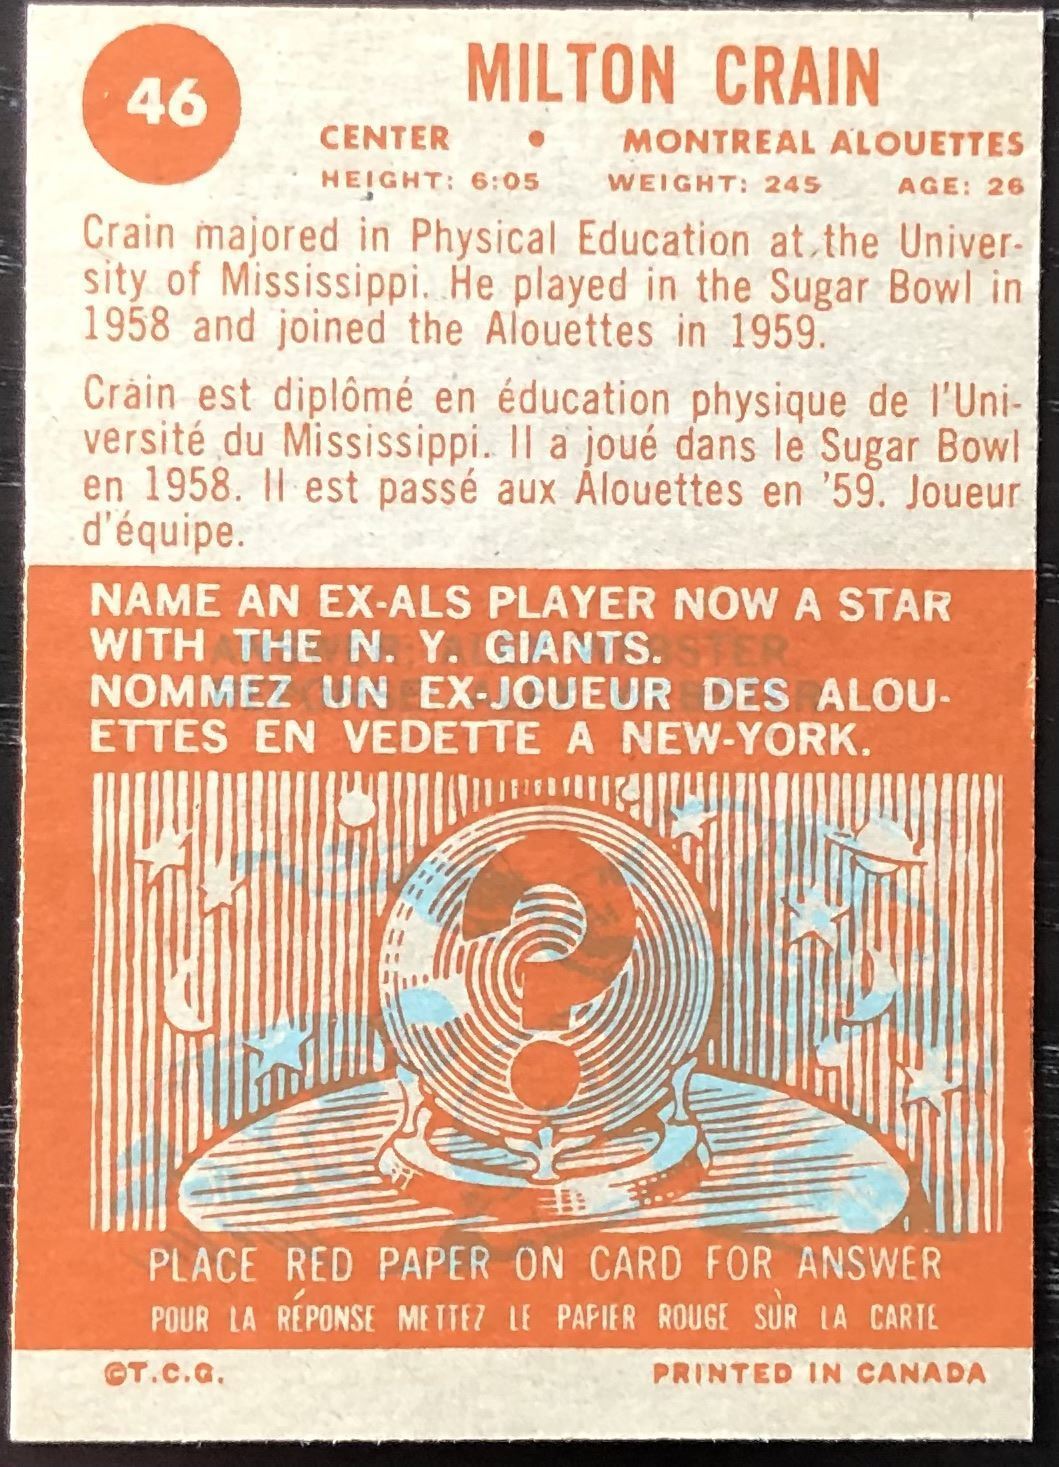 46
MILTON CRAIN
CENTER • MONTREAL ALOUETTES
HEIGHT: 6:05 WEIGHT: 245 AGE: 26
Crain majored in Physical Education at the Univer-
sity of Mississippi. He played in the Sugar Bowl in
1958 and joined the Alouettes in 1959.
Crain est diplômé en éducation physique de l'Uni-
versité du Mississippi. Il a joué dans le Sugar Bowl
en 1958. Il est passé aux Alouettes en '59. Joueur
d'équipe.
NAME AN EX-ALS PLAYER NOW A STAR
WITH THE N. Y. GIANTS.
NOMMEZ UN EX-JOUEUR DES ALOU-
ETTES EN VEDETTE A NEW-YORK.
?
PLACE RED PAPER ON CARD FOR ANSWER
POUR LA RÉPONSE METTEZ LE PAPIER ROUGE SUR LA CARTE
©T.C.G. PRINTED IN CANADA